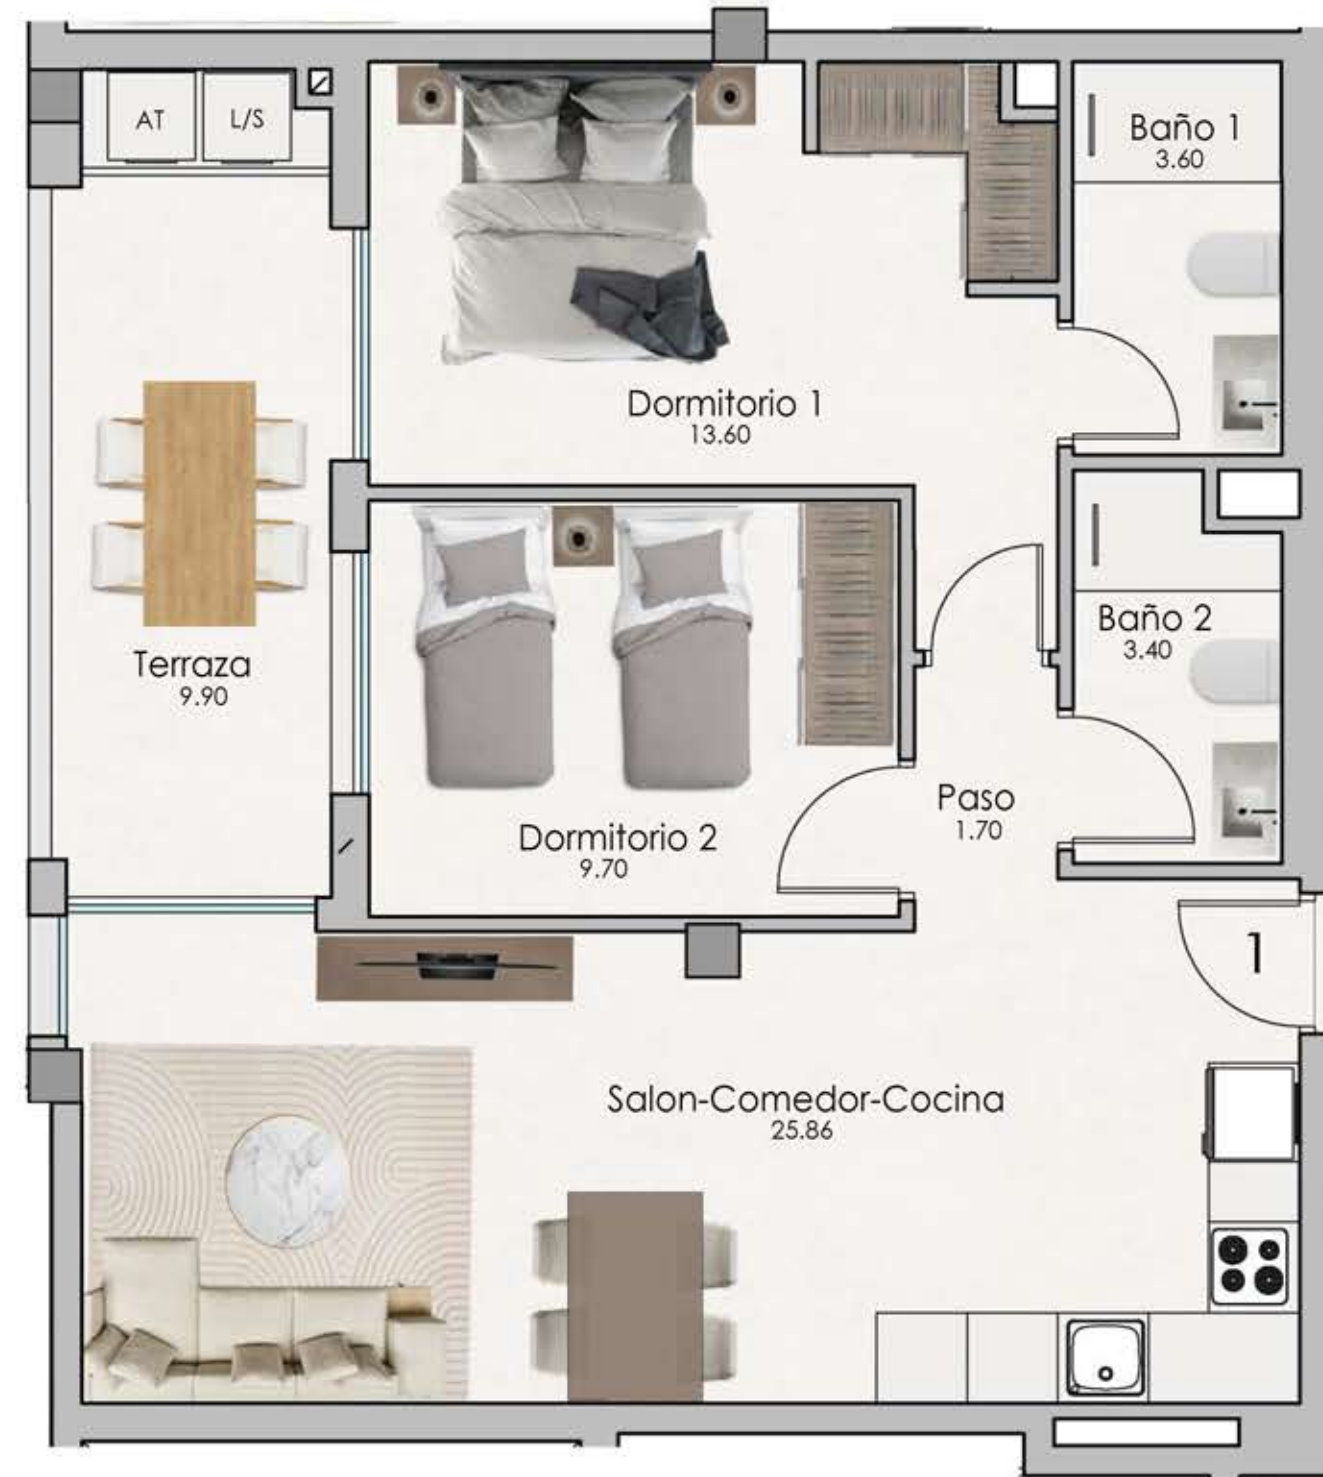 AT
L/S
Baño 1
3.60
Dormitorio 1
13.60
Baño 2
3.40
Terraza
9.90
Paso
1.70
Dormitorio 2
9.70
1
Salon-Comedor-Cocina
25.86